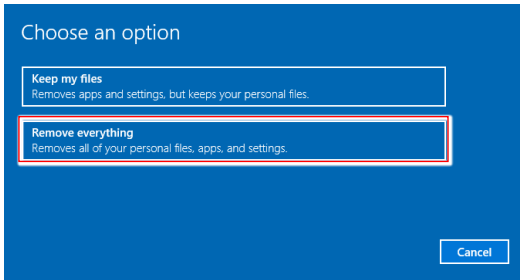 Choose an option
Keep my files
Removes apps and settings, but keeps your personal files.
Remove everything
Removes all of your personal files, apps, and settings.
Cancel